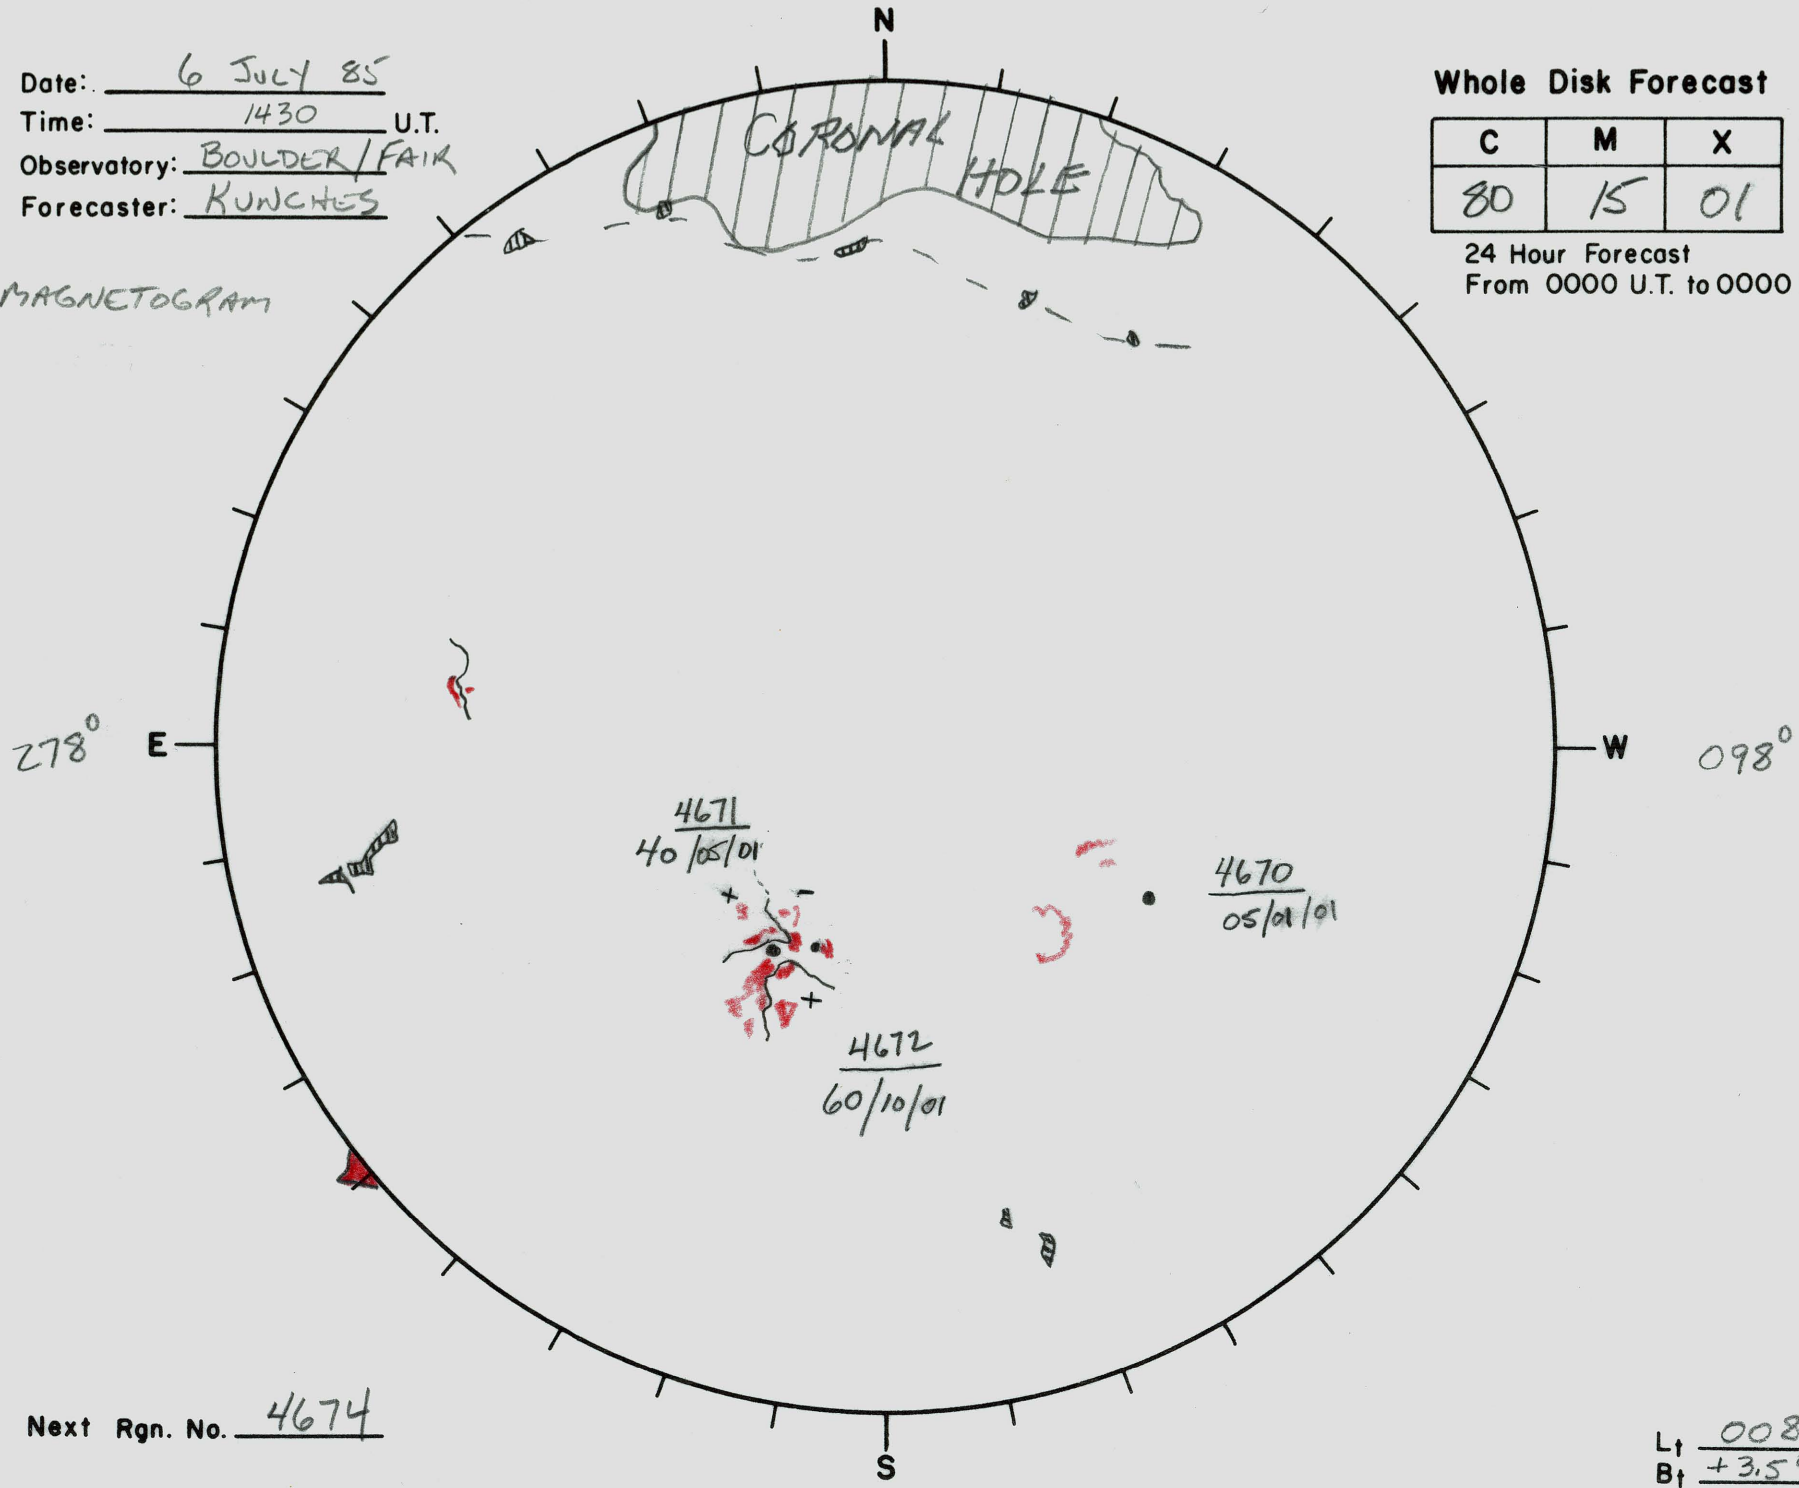 N
Date: 6 JULY 85
Time: 1430 U.T.
Observatory: BOULDER/FAIR
Forecaster: KUNCHES
MAGNETOGRAM
Whole Disk Forecast
C M X
80 15 01
24 Hour Forecast
From 0000 U.T. to 0000
CORONAL
HOLE
278° E
W 098°
4671
40/05/01
4670
05/01/01
+ -
+
4672
60/10/01
Next Rgn. No. 4674
S
Lt 008
Bt +3.5°